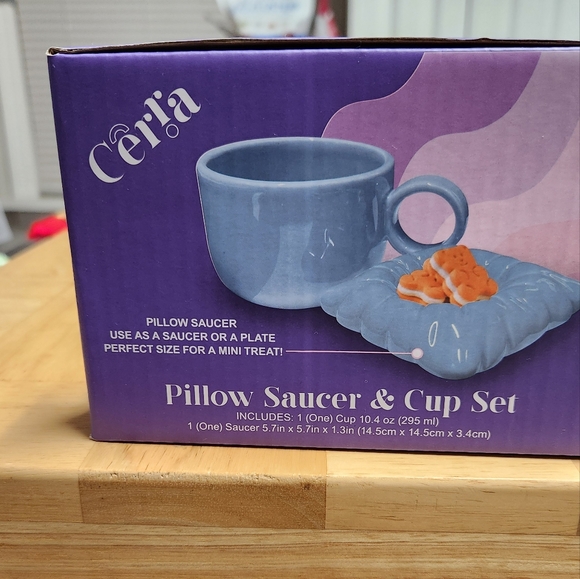 Cerra
PILLOW SAUCER
USE AS A SAUCER OR A PLATE
PERFECT SIZE FOR A MINI TREAT!
Pillow Saucer & Cup Set
INCLUDES: 1 (One) Cup 10.4 oz (295 ml)
1 (One) Saucer 5.7in x 5.7in x 1.3in (14.5cm x 14.5cm x 3.4cm)